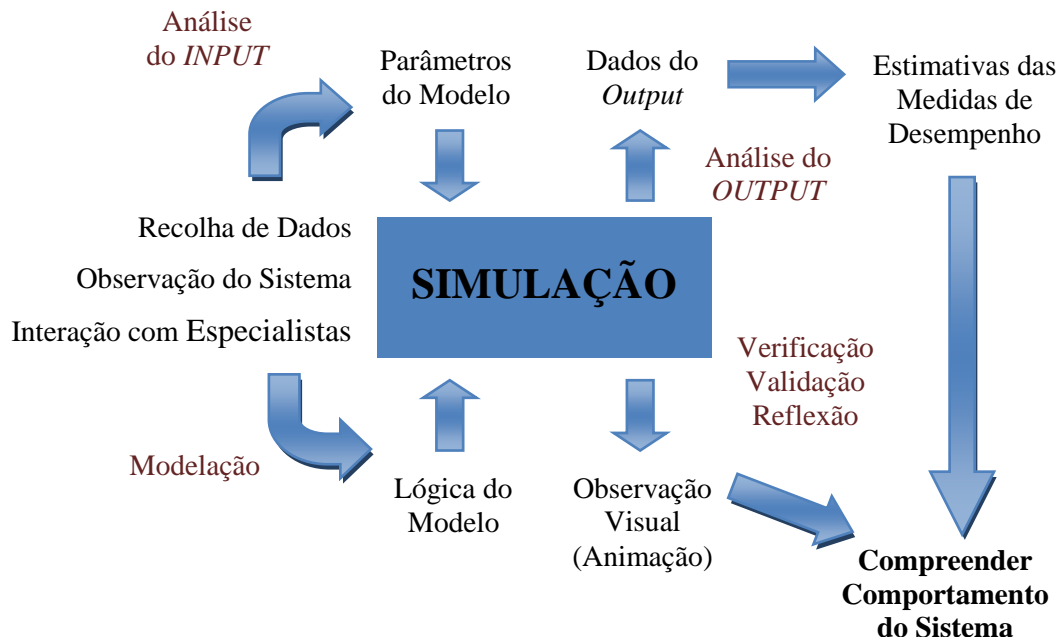 Análise
do INPUT
Parâmetros
do Modelo
Dados do
Output
Estimativas das
Medidas de
Desempenho
Análise do
OUTPUT
Recolha de Dados
Observação do Sistema
Interação com Especialistas
SIMULAÇÃO
Verificação
Validação
Reflexão
Modelação
Lógica do
Modelo
Observação
Visual
(Animação)
Compreender
Comportamento
do Sistema